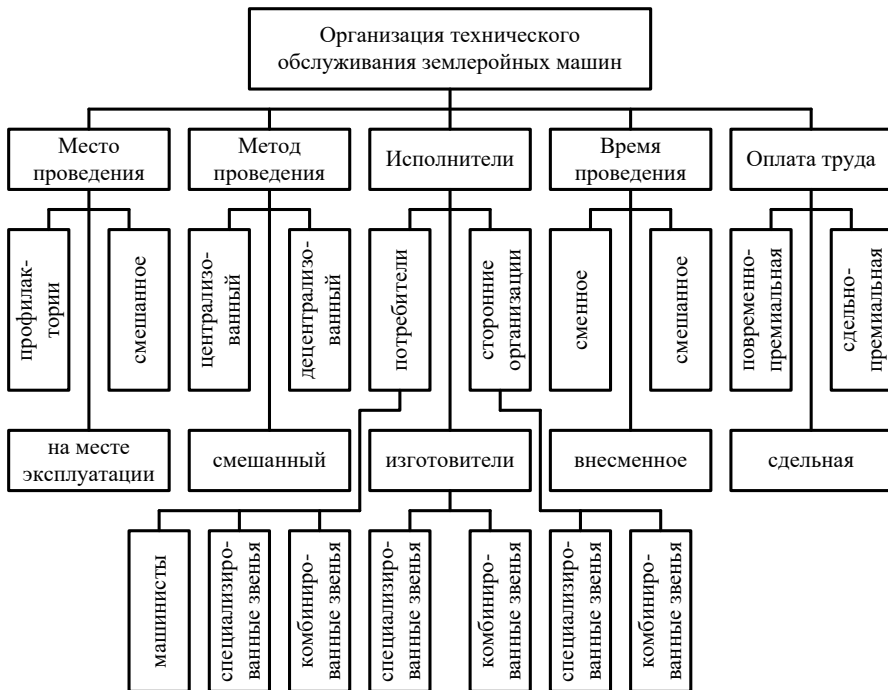 Организация технического
обслуживания землеройных машин
Место
проведения
Метод
проведения
Исполнители
Время
проведения
Оплата труда
профилак-
тории
смешанное
централизо-
ванный
децентрализо-
ванный
потребители
сторонние
организации
сменное
смешанное
повременно-
премиальная
сдельно-
премиальная
на месте
эксплуатации
смешанный
изготовители
внесменное
сдельная
машинисты
специализиро-
ванные звенья
комбиниро-
ванные звенья
специализиро-
ванные звенья
комбиниро-
ванные звенья
специализиро-
ванные звенья
комбиниро-
ванные звенья